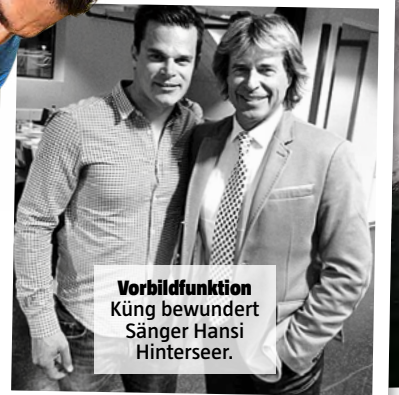 Vorbildfunktion
Küng bewundert
Sänger Hansi
Hinterseer.